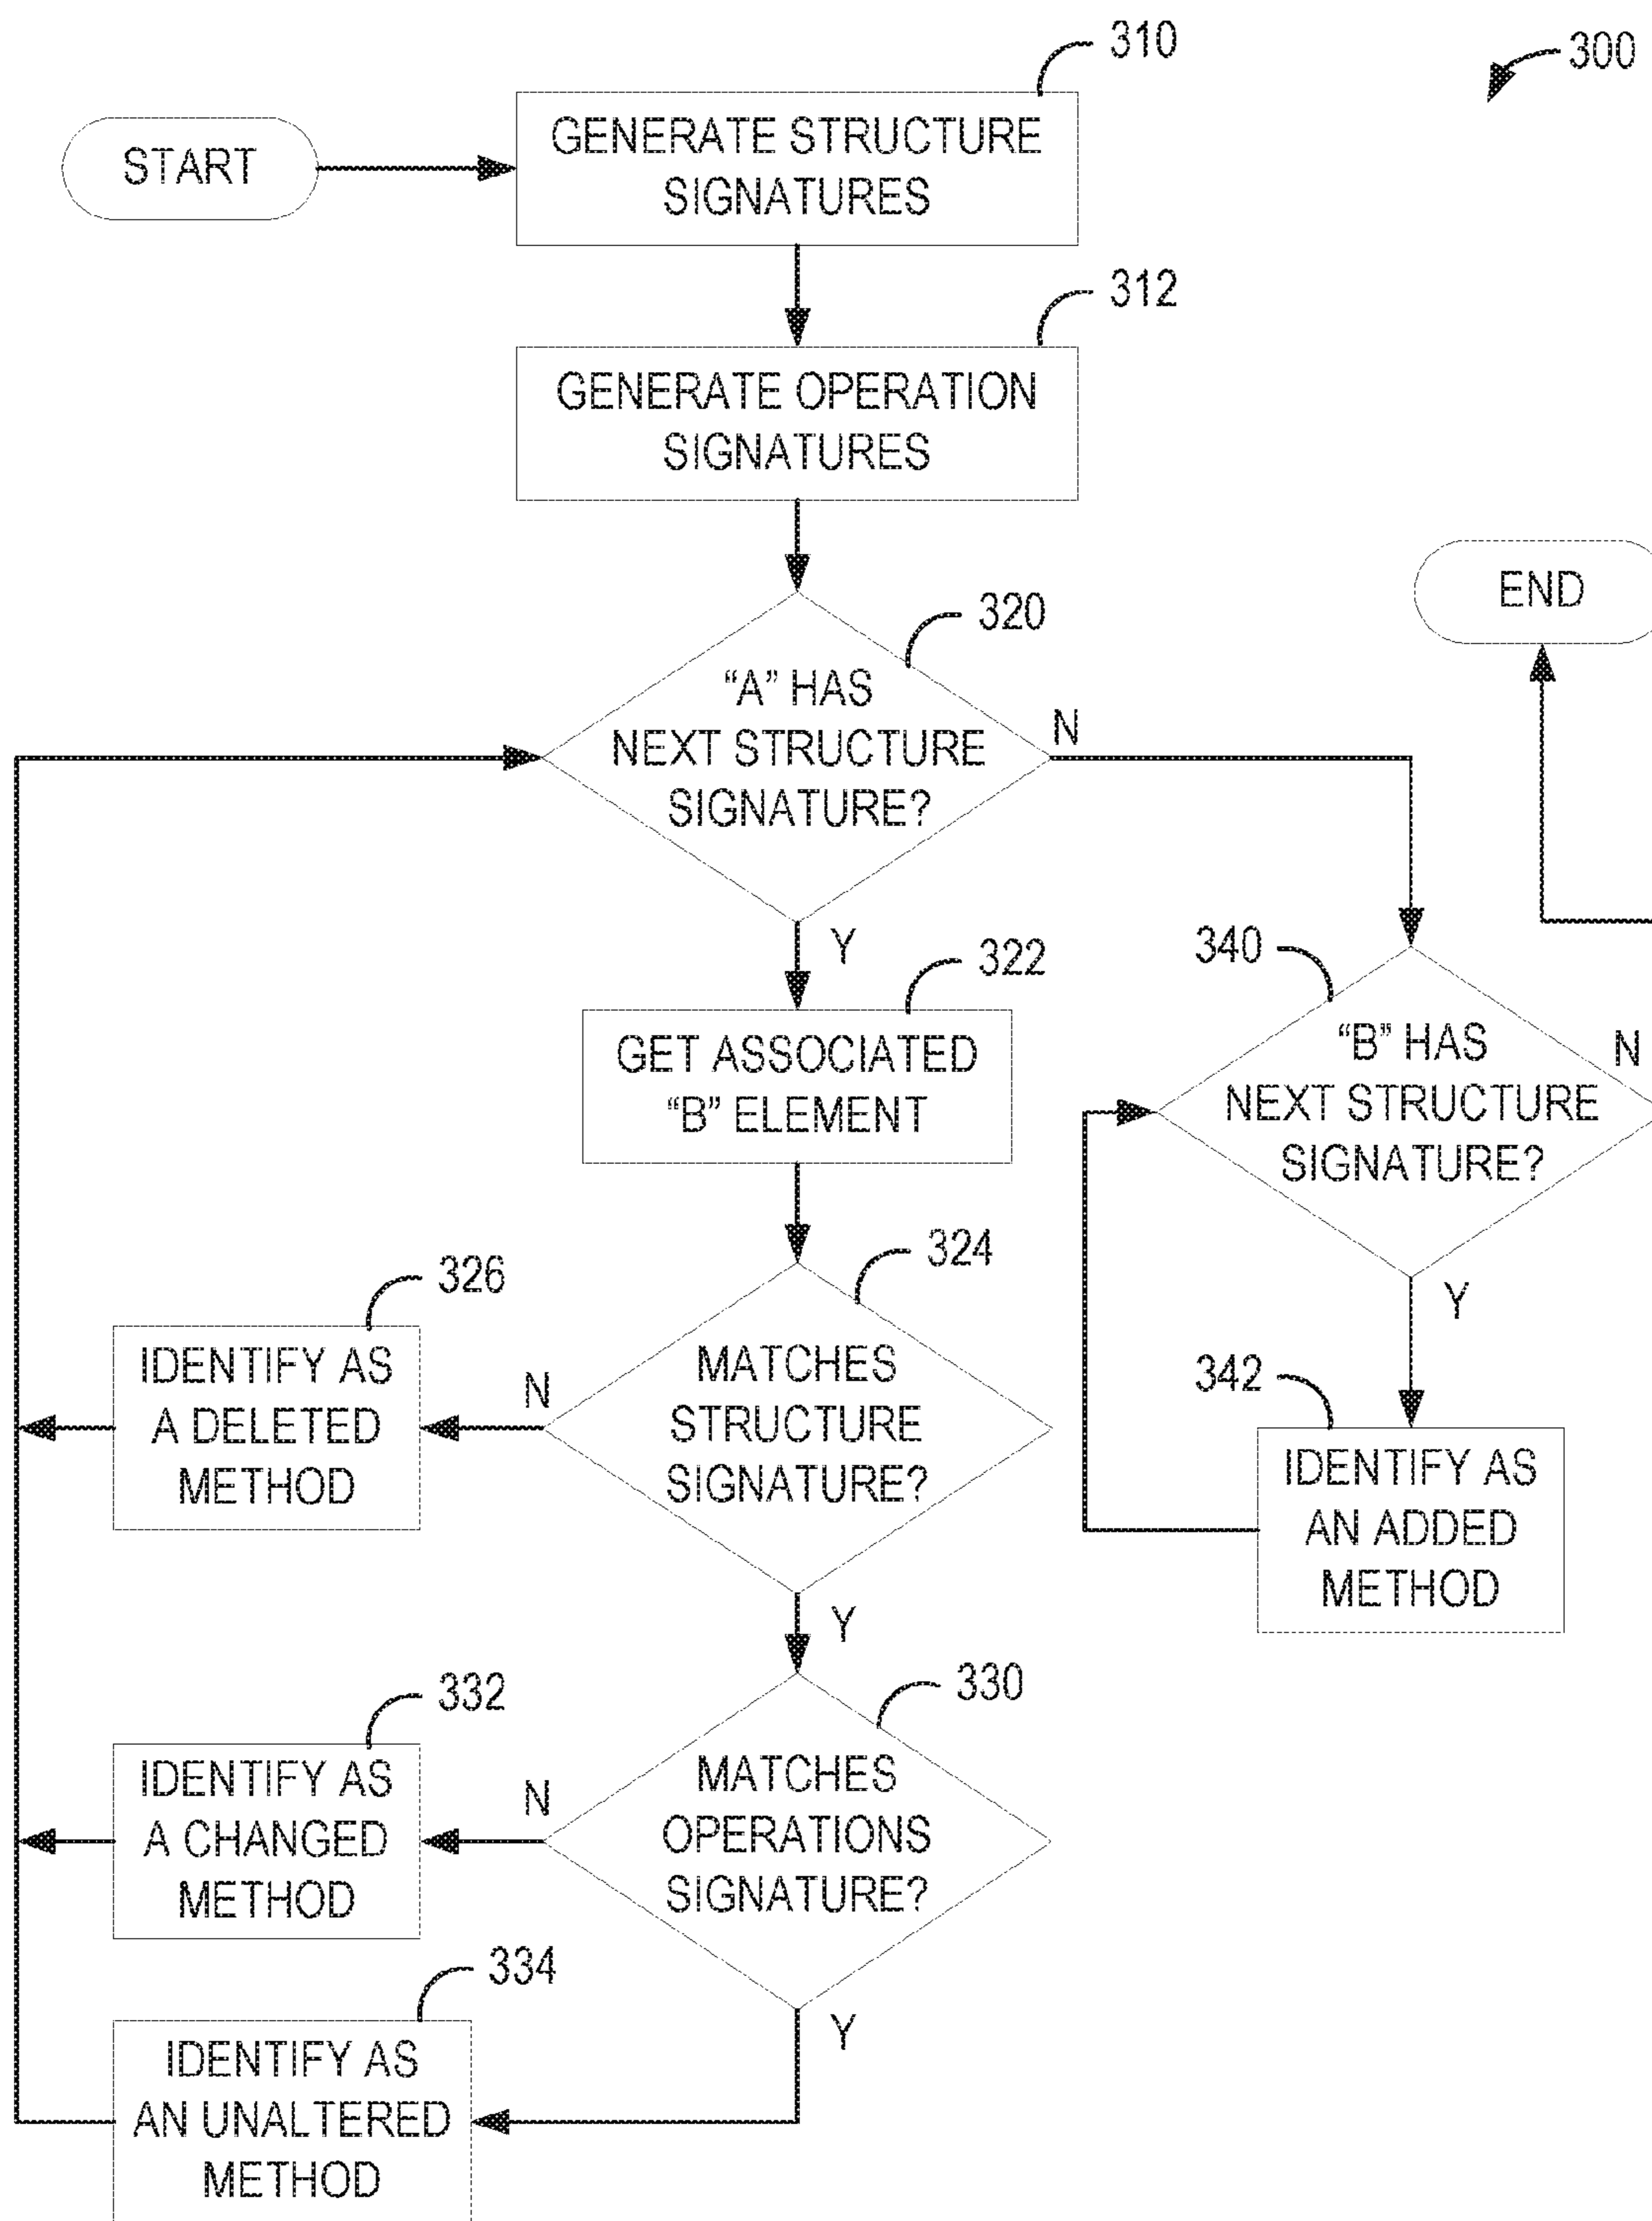 310
300
START
GENERATE STRUCTURE
SIGNATURES
312
GENERATE OPERATION
SIGNATURES
END
320
"A" HAS
NEXT STRUCTURE
SIGNATURE?
N
Y
322
GET ASSOCIATED
"B" ELEMENT
340
"B" HAS
NEXT STRUCTURE
SIGNATURE?
N
Y
324
MATCHES
STRUCTURE
SIGNATURE?
N
326
IDENTIFY AS
A DELETED
METHOD
342
IDENTIFY AS
AN ADDED
METHOD
Y
330
MATCHES
OPERATIONS
SIGNATURE?
N
332
IDENTIFY AS
A CHANGED
METHOD
Y
334
IDENTIFY AS
AN UNALTERED
METHOD